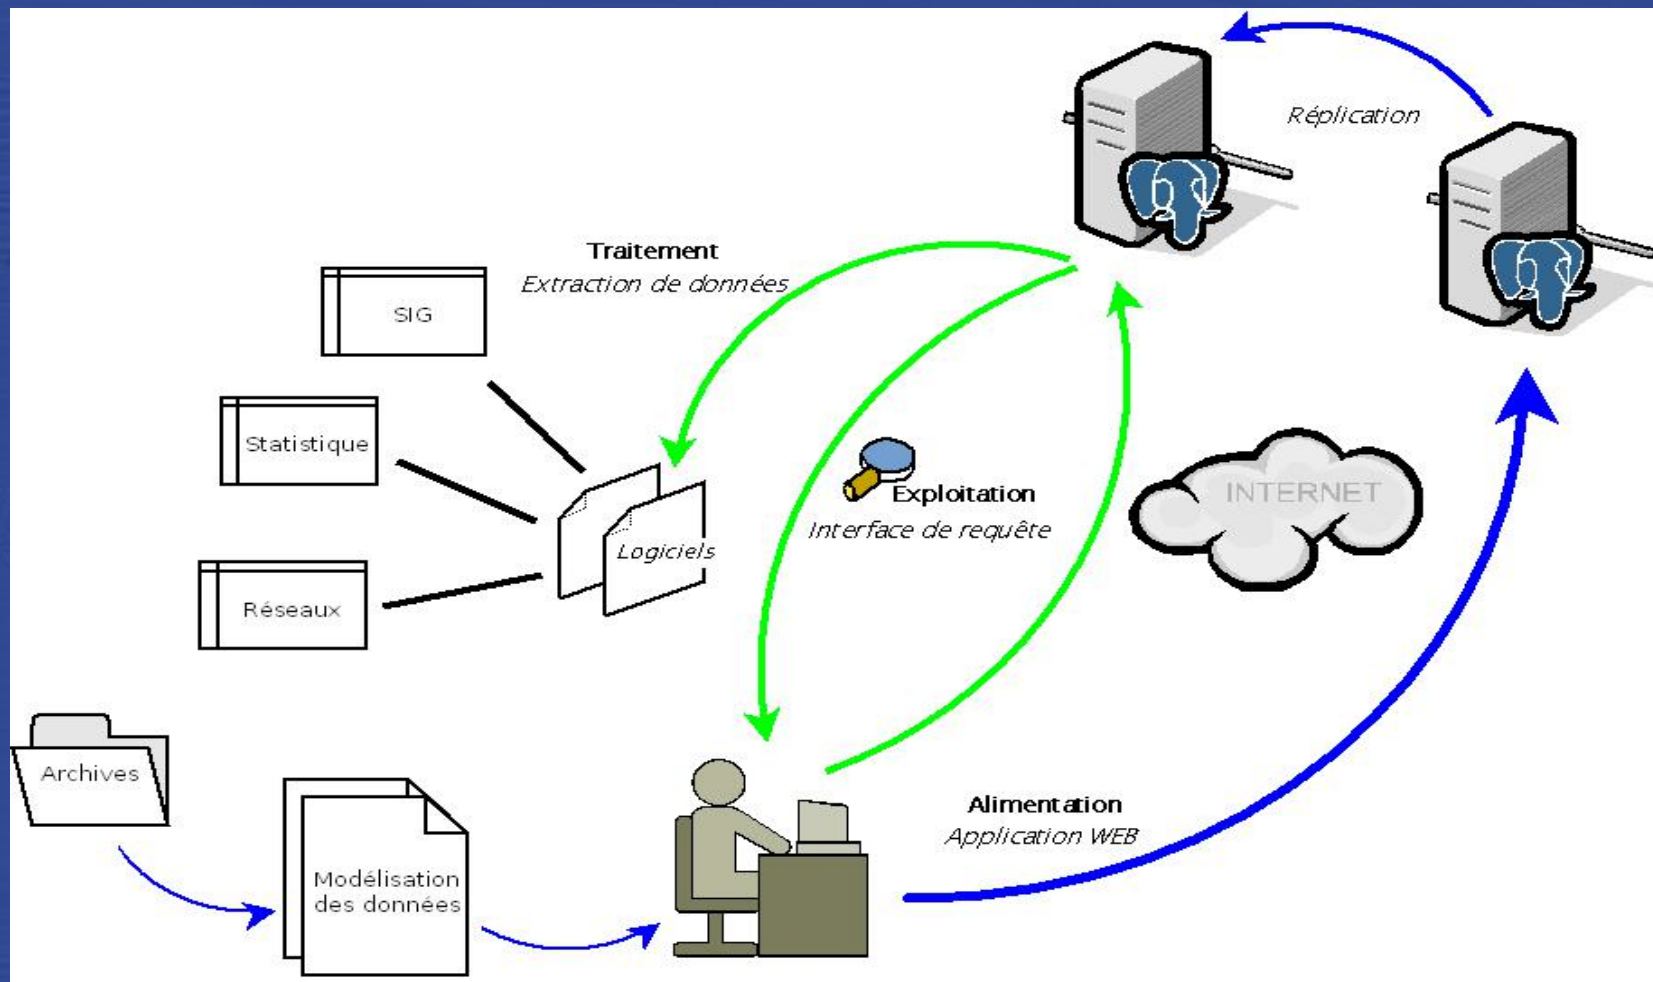 Réplication
Traitement
Extraction de données
SIG
Statistique
Exploitation
Interface de requête
INTERNET
Logiciels
Réseaux
Archives
Alimentation
Application WEB
Modélisation
des données